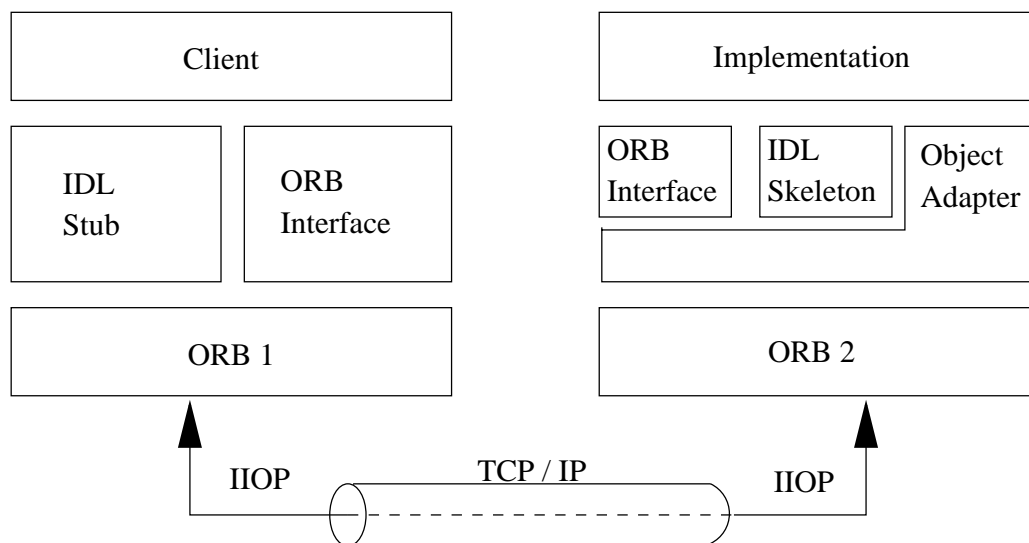 Client
Implementation
IDL
Stub
ORB
Interface
ORB
Interface
IDL
Skeleton
Object
Adapter
ORB 1
ORB 2
IIOP
TCP / IP
IIOP